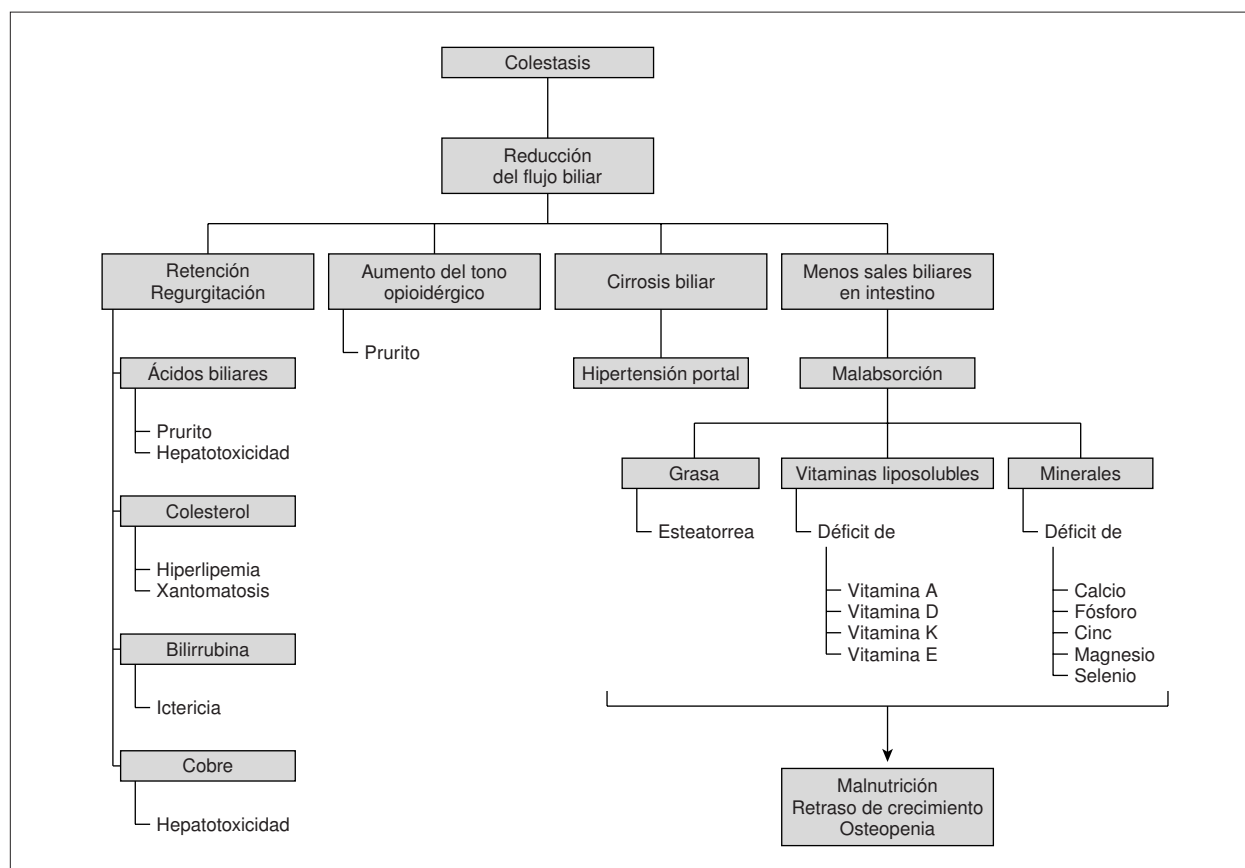 Colestasis
Reducción
del flujo biliar
Retención
Regurgitación
Aumento del tono
opioidérgico
Cirrosis biliar
Menos sales biliares
en intestino
Prurito
Ácidos biliares
Hipertensión portal
Malabsorción
Prurito
Hepatotoxicidad
Grasa
Vitaminas liposolubles
Minerales
Colesterol
Esteatorrea
Déficit de
Déficit de
Hiperlipemia
Xantomatosis
Vitamina A
Vitamina D
Vitamina K
Vitamina E
Calcio
Fósforo
Cinc
Magnesio
Selenio
Bilirrubina
Ictericia
Cobre
Hepatotoxicidad
Malnutrición
Retraso de crecimiento
Osteopenia